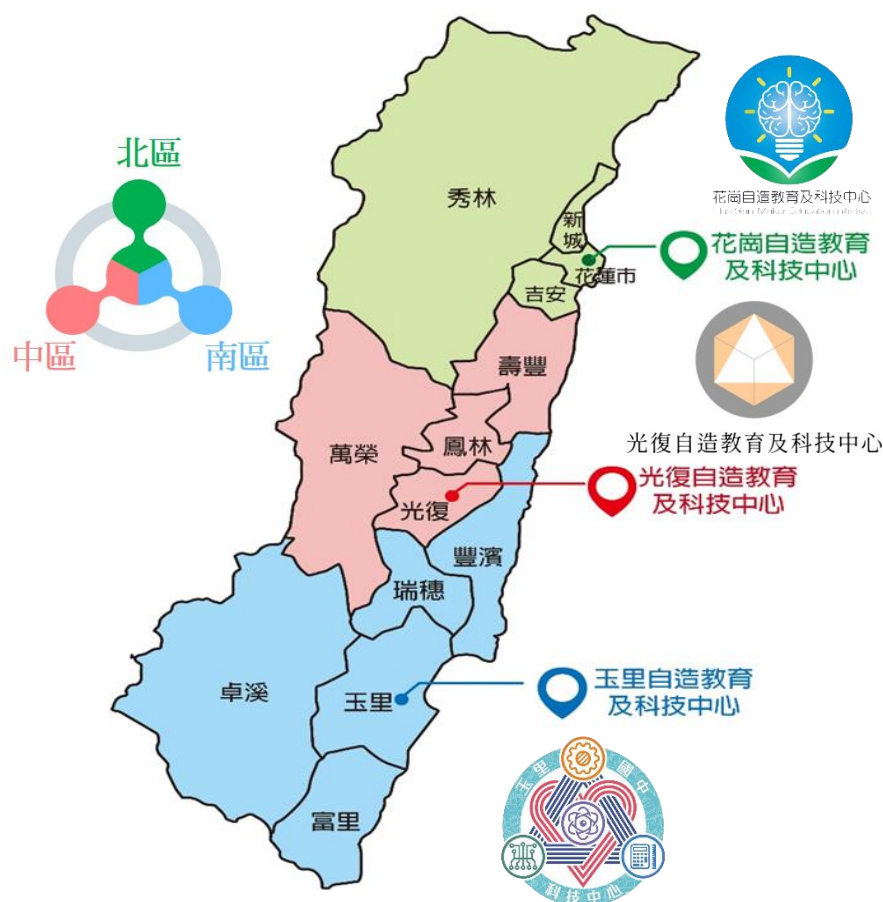 北區
中區
南區
秀林
新
城
花蓮市
吉安
壽豐
鳳林
萬榮
光復
豐濱
瑞穗
卓溪
玉里
富里
花崗自造教育及科技中心
花崗自造教育
及科技中心
光復自造教育及科技中心
光復自造教育
及科技中心
玉里自造教育
及科技中心
玉里國中
科技中心